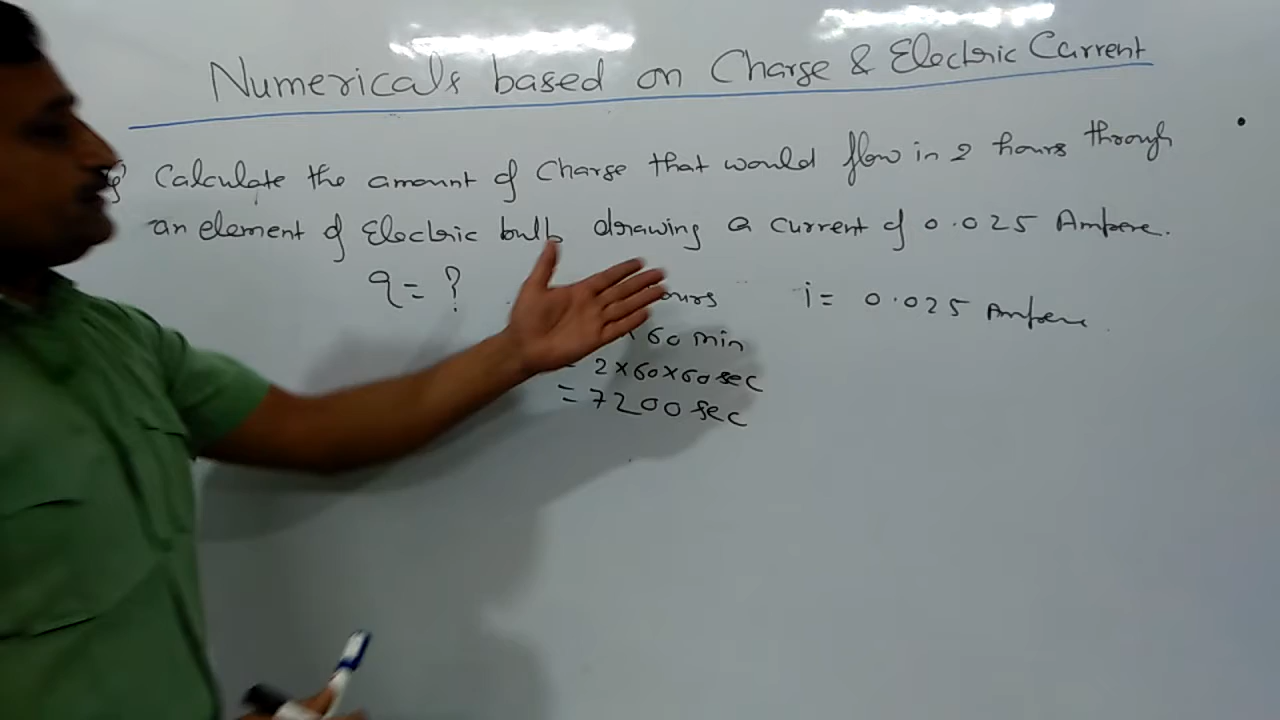 Numericals based on Charge & Electric Current
Calculate the amount of Charge that would flow in 2 hours through
an element of Electric bulb drawing a current of 0.025 Ampere.
q = ?
i = 0.025 Ampere
60 min
= 2×60×60 sec
= 7200 sec